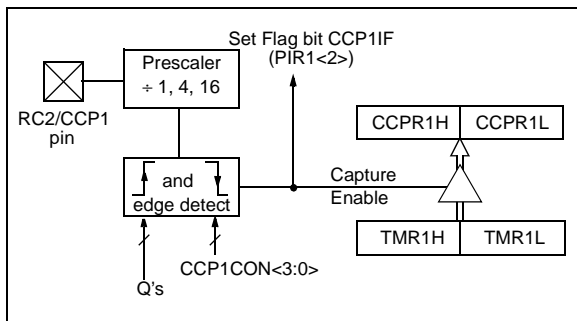 Set Flag bit CCP1IF
(PIR1<2>)
Prescaler
÷ 1, 4, 16
RC2/CCP1
pin
CCPR1H
CCPR1L
and
edge detect
Capture
Enable
TMR1H
TMR1L
CCP1CON<3:0>
Q's